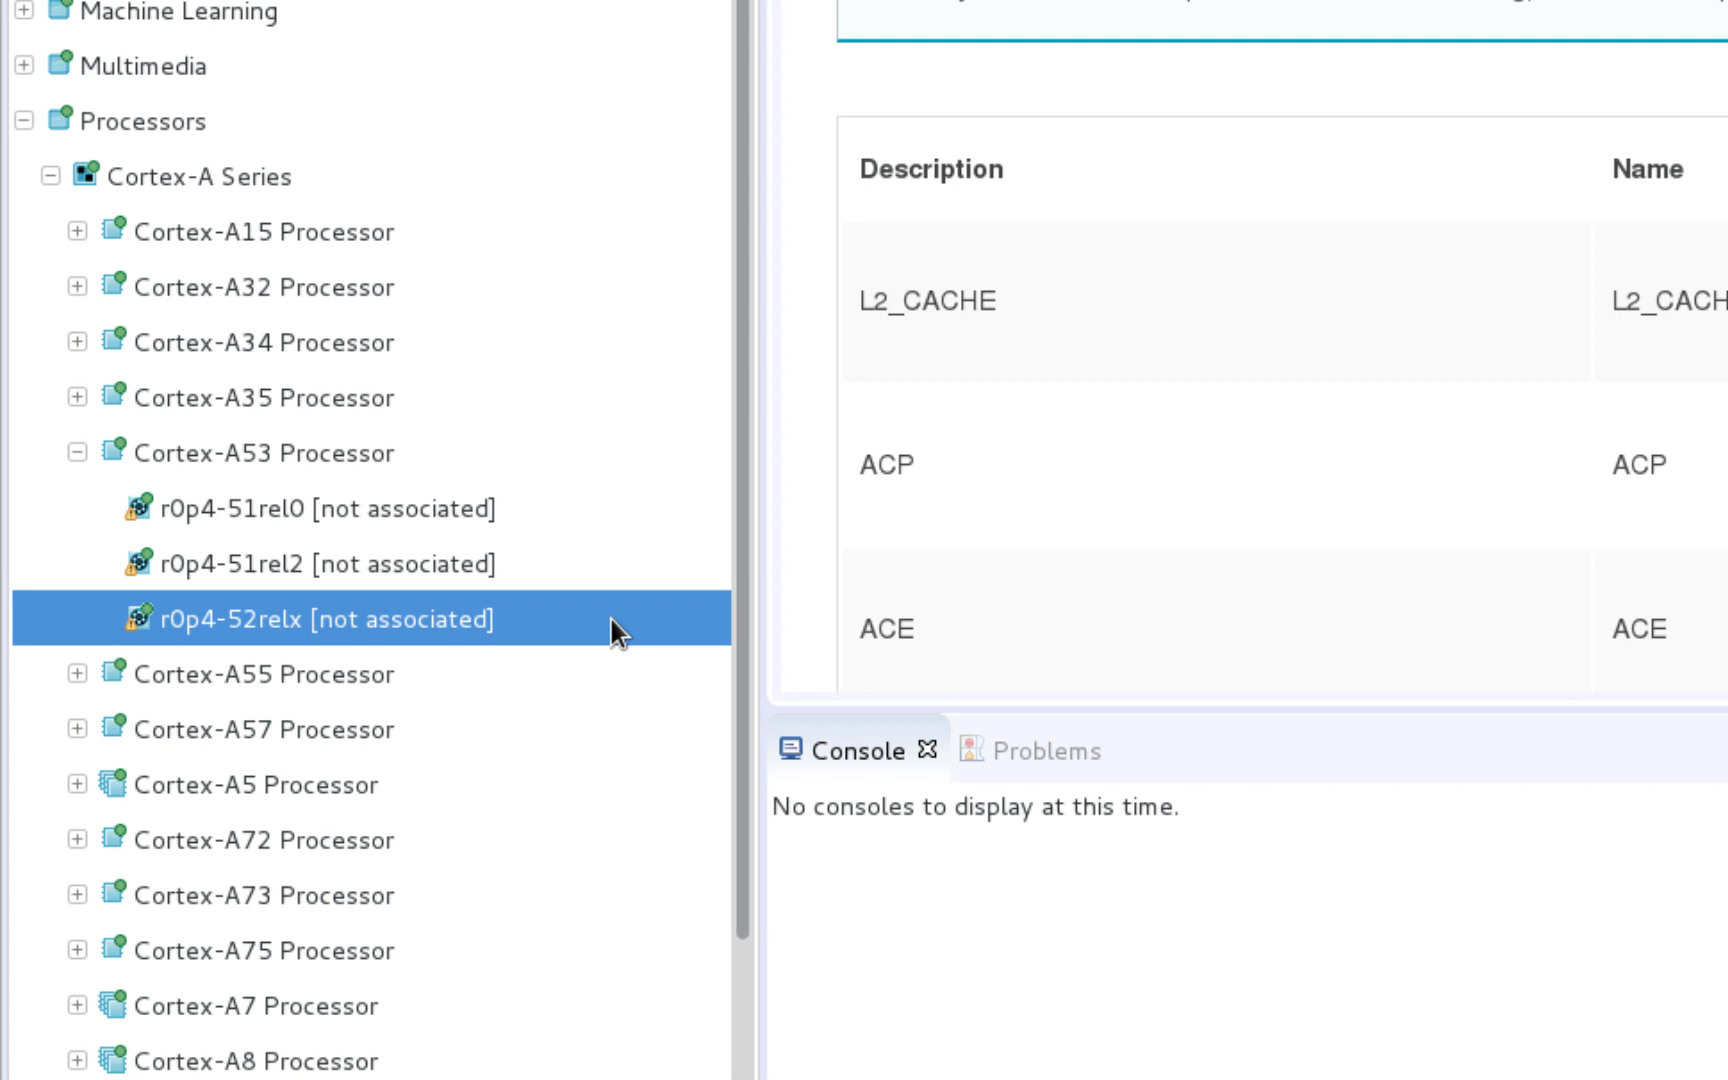 Machine Learning
Multimedia
Processors
Cortex-A Series
Cortex-A15 Processor
Cortex-A32 Processor
Cortex-A34 Processor
Cortex-A35 Processor
Cortex-A53 Processor
r0p4-51rel0 [not associated]
r0p4-51rel2 [not associated]
r0p4-52relx [not associated]
Cortex-A55 Processor
Cortex-A57 Processor
Cortex-A5 Processor
Cortex-A72 Processor
Cortex-A73 Processor
Cortex-A75 Processor
Cortex-A7 Processor
Cortex-A8 Processor
Description Name
L2_CACHE L2_CACH
ACP ACP
ACE ACE
Console Problems
No consoles to display at this time.